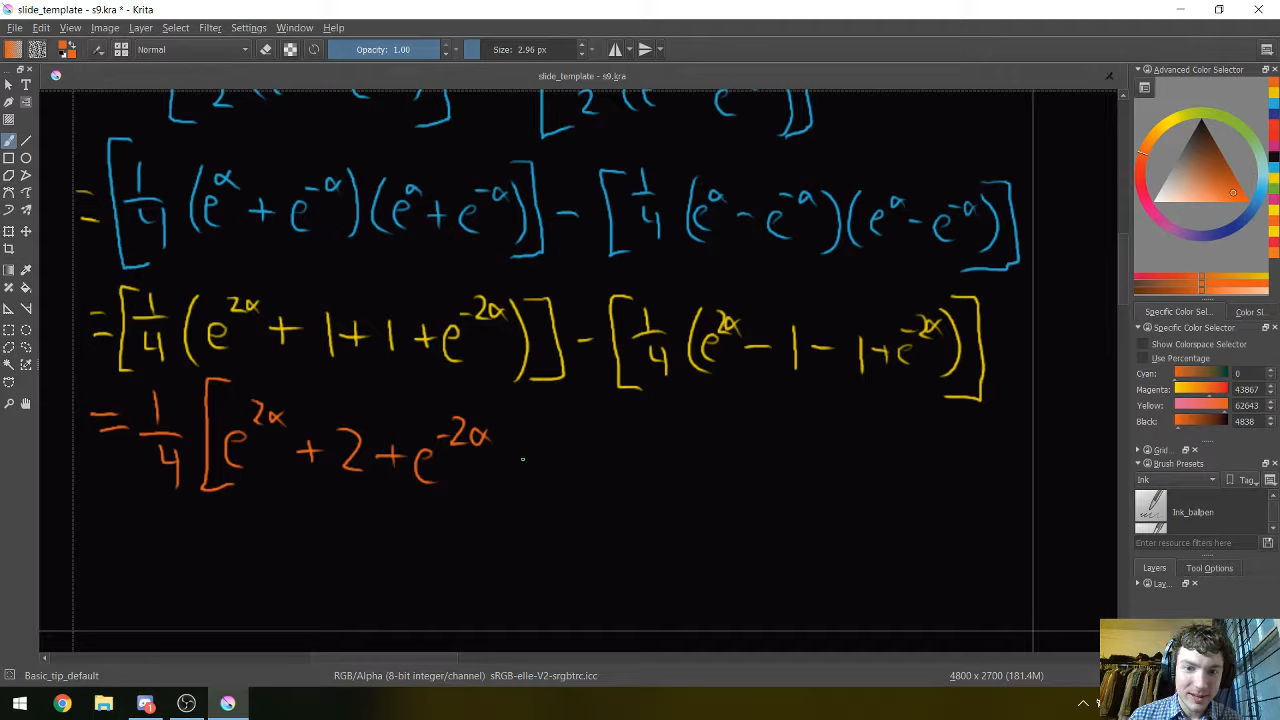 slide_template - s9.kra * - Krita
File Edit View Image Layer Select Filter Tools Settings Window Help
Normal Opacity: 1.00 Size: 2.96 px
slide_template - s9.kra
= [1/4 (e^α + e^-α)(e^α + e^-α)] - [1/4 (e^α - e^-α)(e^α - e^-α)]
= [1/4 (e^2α + 1 + 1 + e^-2α)] - [1/4 (e^2α - 1 - 1 + e^-2α)]
= 1/4 [e^2α + 2 + e^-2α
Advanced Color Selector
Specific Color Selector Color Sl...
Specific Color Selector
Show Colorspace Selector
Use Percentage
Cyan: 0
Magenta: 43867
Yellow: 62643
Black: 4838
Grid...
Brush Presets
Ink Tag
Ink_ballpen
Enter resource filters here
Layers Tool Options
Lay...
Basic_tip_default RGB/Alpha (8-bit integer/channel) sRGB-elle-V2-srgbtrc.icc 4800 x 2700 (181.4M)